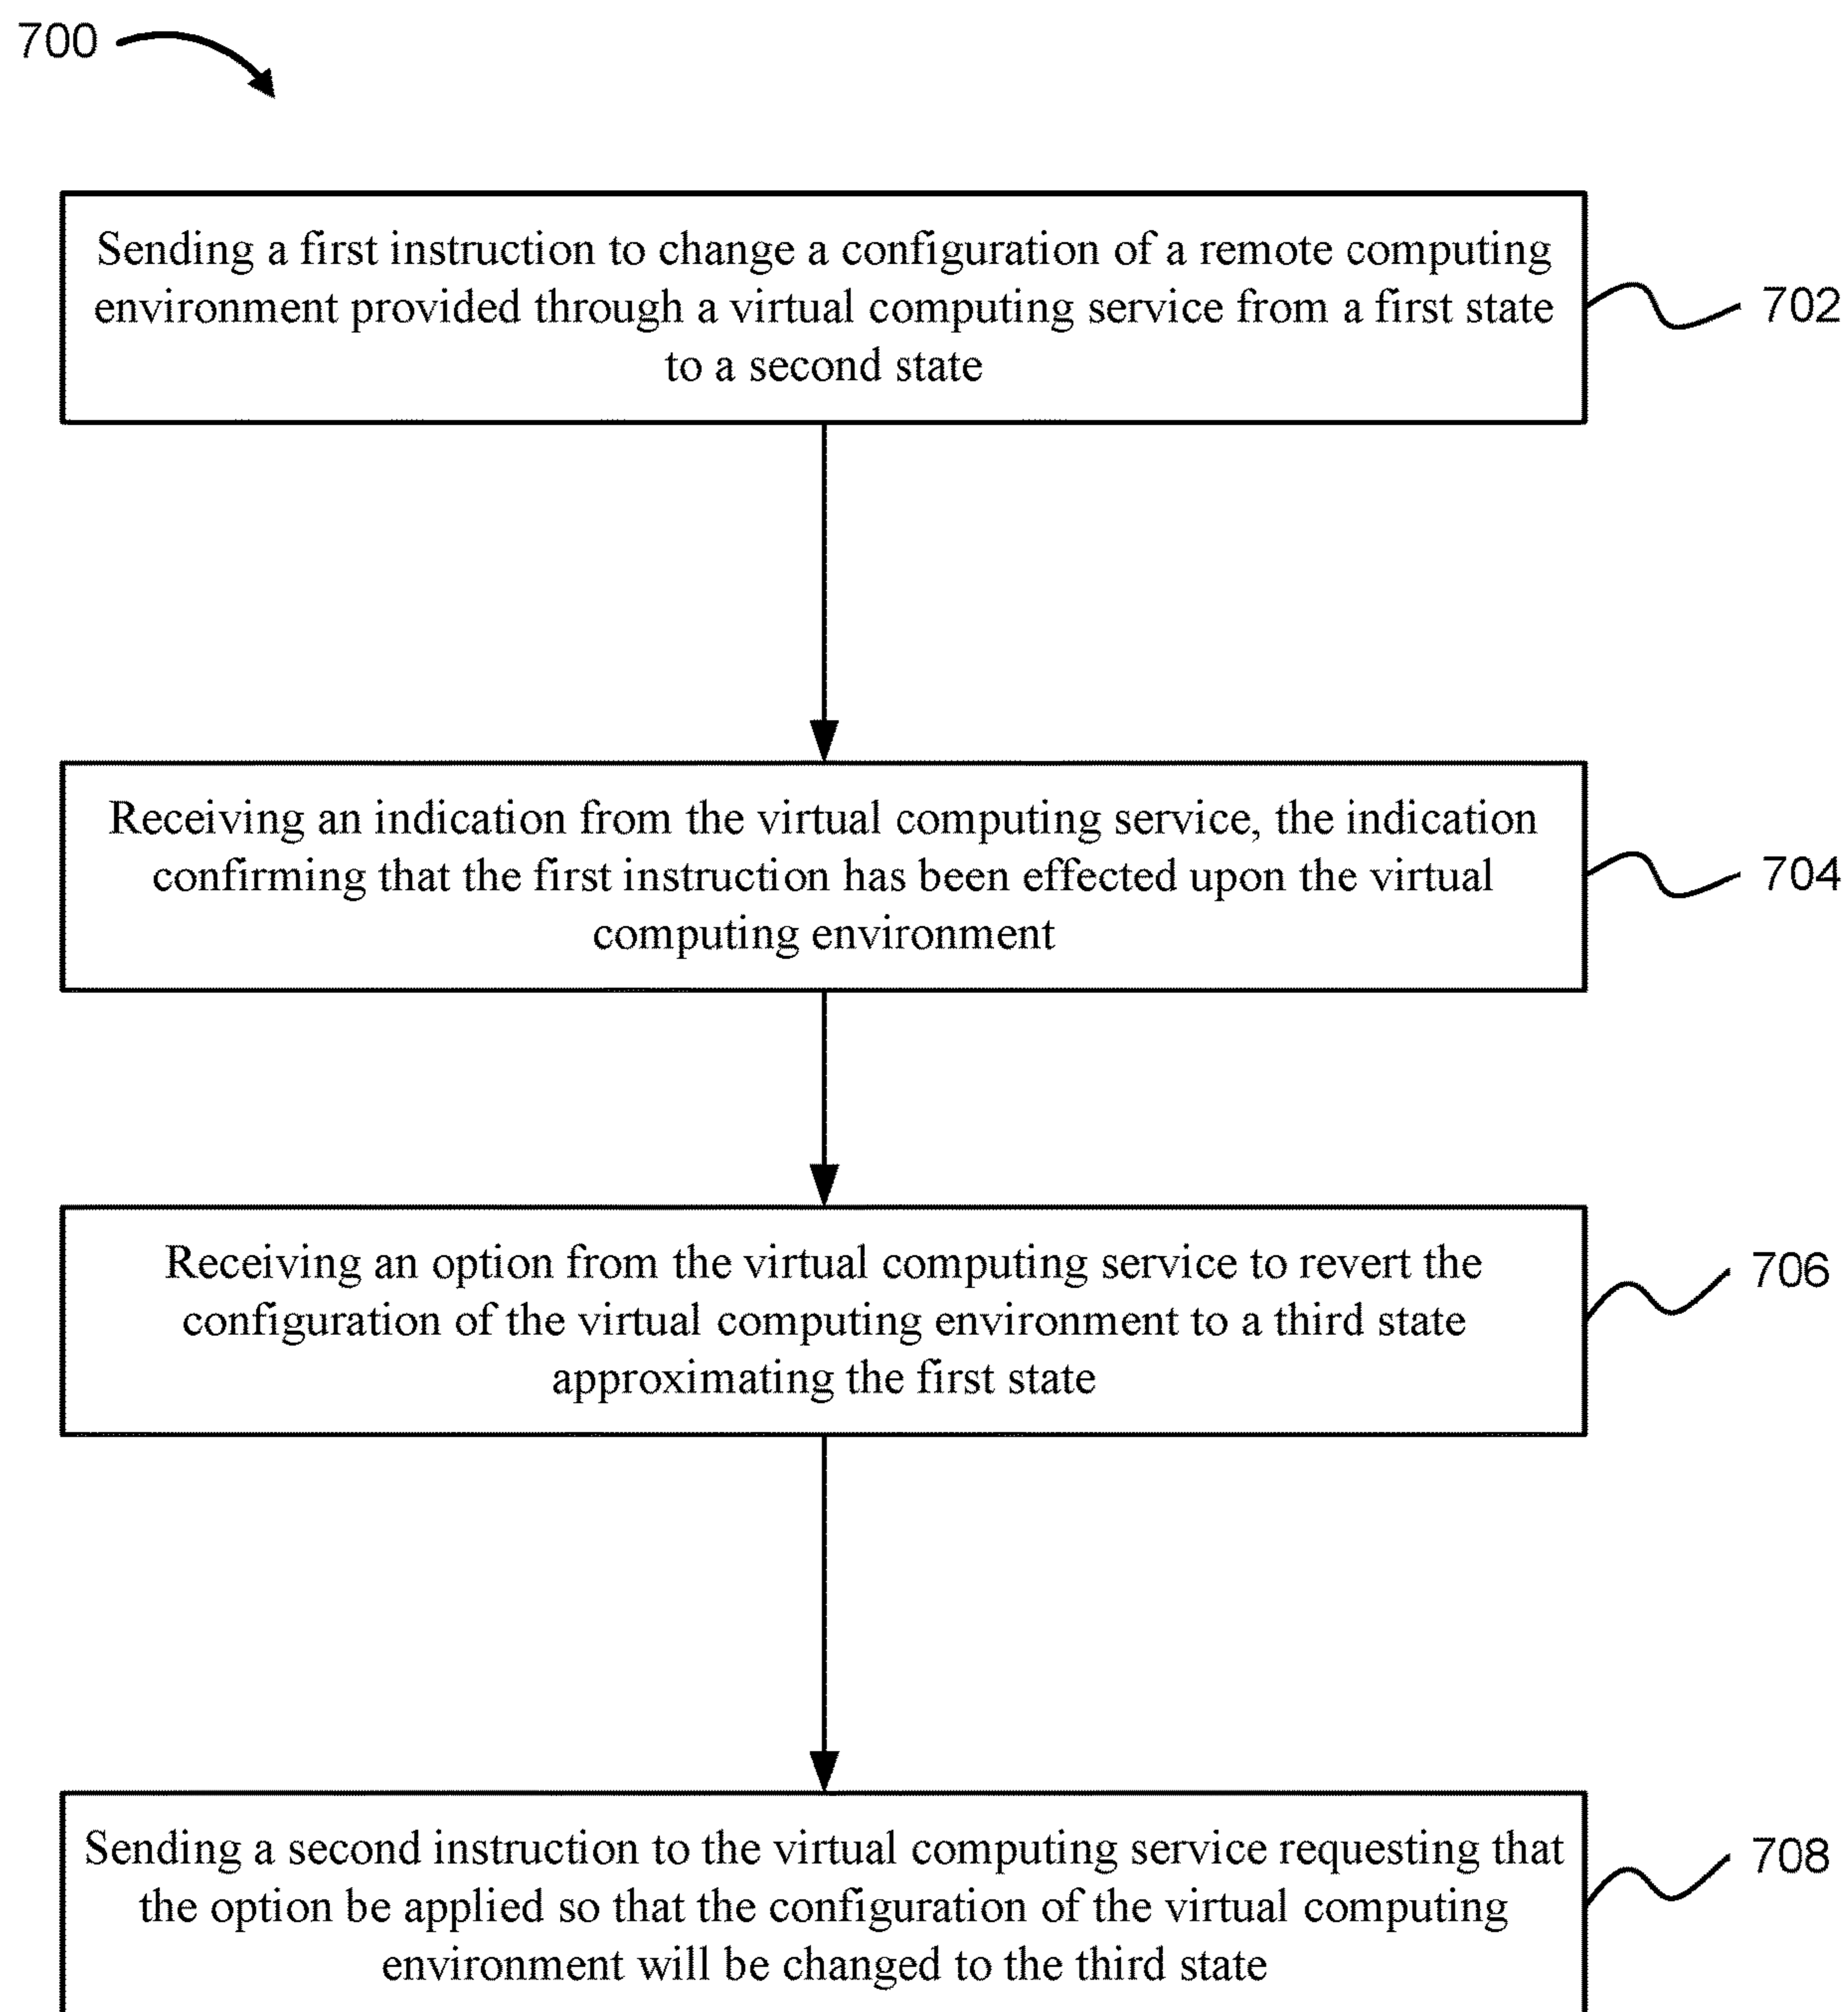 700
Sending a first instruction to change a configuration of a remote computing
environment provided through a virtual computing service from a first state
to a second state
702
Receiving an indication from the virtual computing service, the indication
confirming that the first instruction has been effected upon the virtual
computing environment
704
Receiving an option from the virtual computing service to revert the
configuration of the virtual computing environment to a third state
approximating the first state
706
Sending a second instruction to the virtual computing service requesting that
the option be applied so that the configuration of the virtual computing
environment will be changed to the third state
708